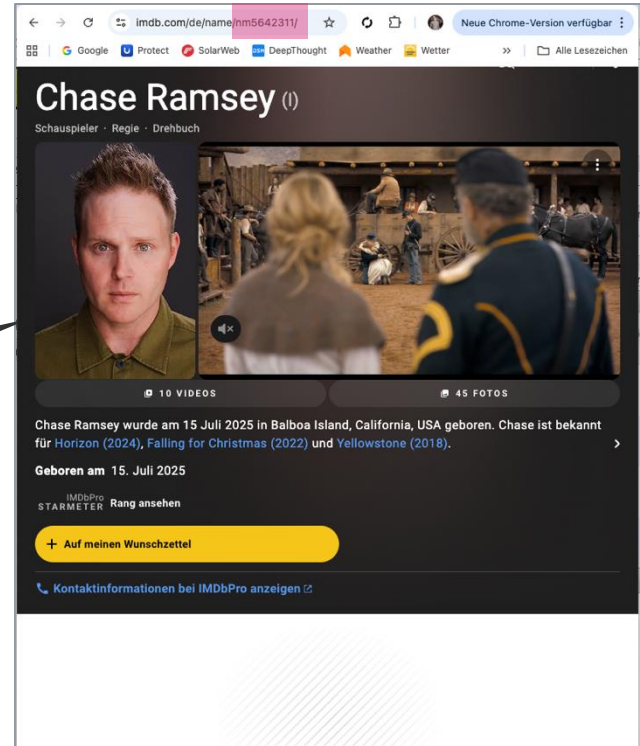 imdb.com/de/name/nm5642311/
Neue Chrome-Version verfügbar
Google Protect SolarWeb DeepThought Weather Wetter » Alle Lesezeichen
Chase Ramsey (I)
Schauspieler · Regie · Drehbuch
10 VIDEOS
45 FOTOS
Chase Ramsey wurde am 15 Juli 2025 in Balboa Island, California, USA geboren. Chase ist bekannt
für Horizon (2024), Falling for Christmas (2022) und Yellowstone (2018).
Geboren am 15. Juli 2025
IMDbPro
STARMETER Rang ansehen
+ Auf meinen Wunschzettel
Kontaktinformationen bei IMDbPro anzeigen